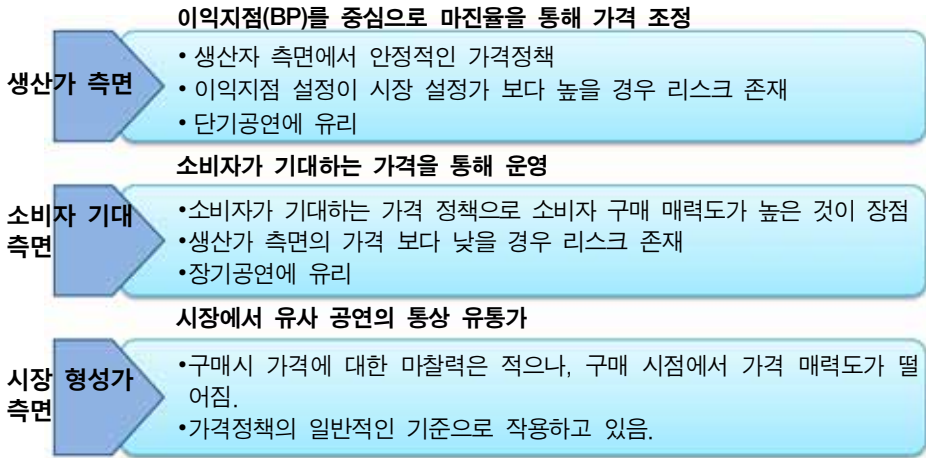 이익지점(BP)를 중심으로 마진율을 통해 가격 조정
생산가 측면
• 생산자 측면에서 안정적인 가격정책
• 이익지점 설정이 시장 설정가 보다 높을 경우 리스크 존재
• 단기공연에 유리
소비자가 기대하는 가격을 통해 운영
소비자 기대
측면
•소비자가 기대하는 가격 정책으로 소비자 구매 매력도가 높은 것이 장점
•생산가 측면의 가격 보다 낮을 경우 리스크 존재
•장기공연에 유리
시장에서 유사 공연의 통상 유통가
시장 형성가
측면
•구매시 가격에 대한 마찰력은 적으나, 구매 시점에서 가격 매력도가 떨
어짐.
•가격정책의 일반적인 기준으로 작용하고 있음.